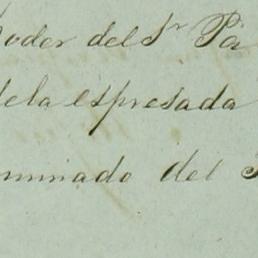 Poder del Sr Pa
dela espresada
minado del